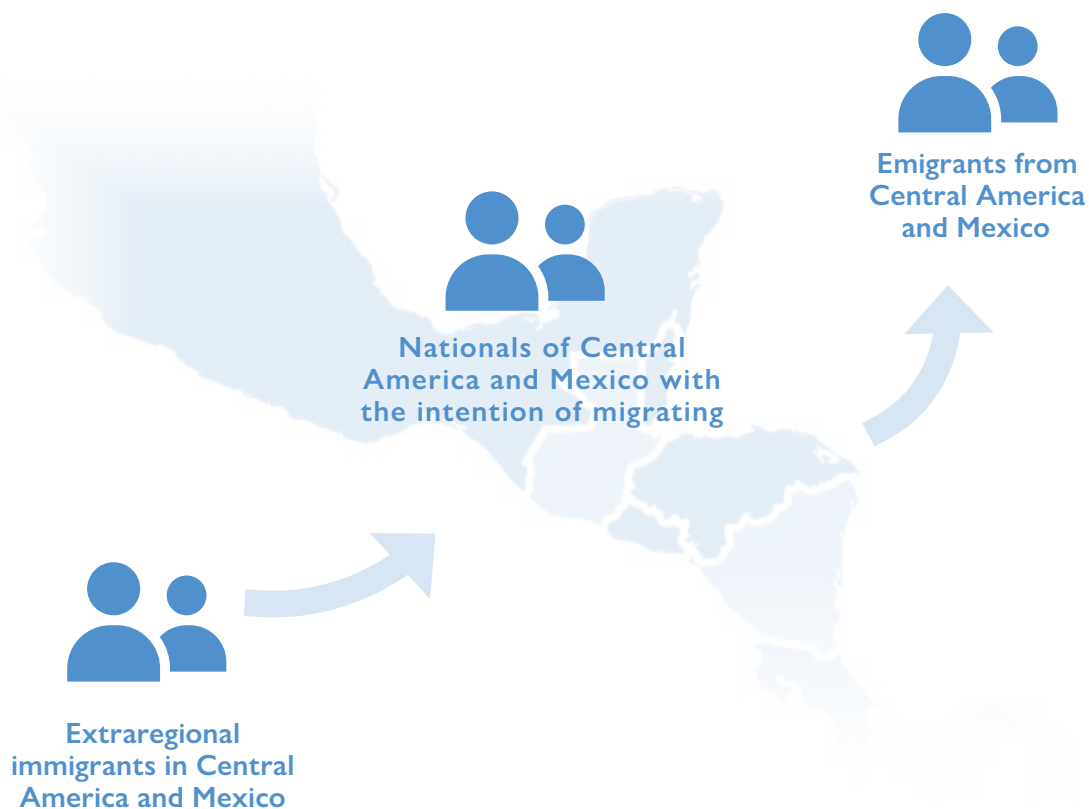 Emigrants from
Central America
and Mexico
Nationals of Central
America and Mexico with
the intention of migrating
Extraregional
immigrants in Central
America and Mexico